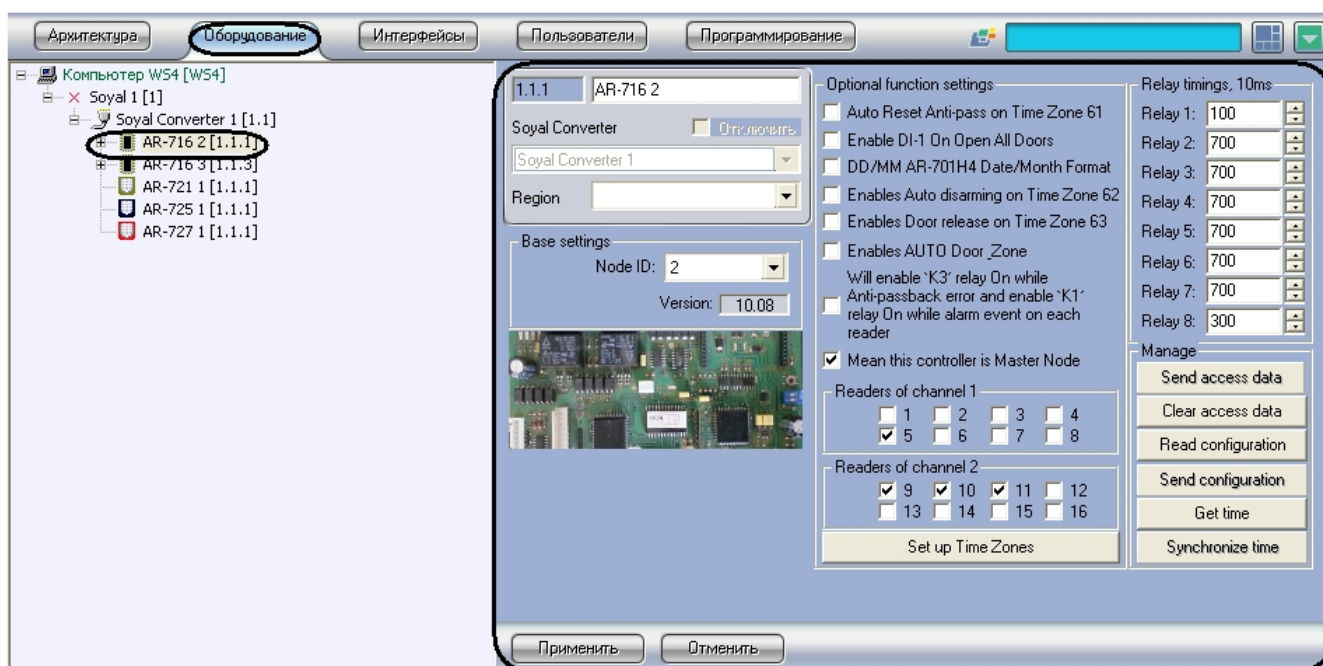 Архитектура
Оборудование
Интерфейсы
Пользователи
Программирование
Компьютер WS4 [WS4]
Soyal 1 [1]
Soyal Converter 1 [1.1]
AR-716 2 [1.1.1]
AR-716 3 [1.1.3]
AR-721 1 [1.1.1]
AR-725 1 [1.1.1]
AR-727 1 [1.1.1]
1.1.1 AR-716 2
Soyal Converter Отключить
Soyal Converter 1
Region
Base settings
Node ID: 2
Version: 10.08
Optional function settings
Auto Reset Anti-pass on Time Zone 61
Enable DI-1 On Open All Doors
DD/MM AR-701H4 Date/Month Format
Enables Auto disarming on Time Zone 62
Enables Door release on Time Zone 63
Enables AUTO Door _Zone
Will enable `K3` relay On while
Anti-passback error and enable `K1`
relay On while alarm event on each
reader
Mean this controller is Master Node
Readers of channel 1
1 2 3 4
5 6 7 8
Readers of channel 2
9 10 11 12
13 14 15 16
Set up Time Zones
Relay timings, 10ms
Relay 1: 100
Relay 2: 700
Relay 3: 700
Relay 4: 700
Relay 5: 700
Relay 6: 700
Relay 7: 700
Relay 8: 300
Manage
Send access data
Clear access data
Read configuration
Send configuration
Get time
Synchronize time
Применить
Отменить